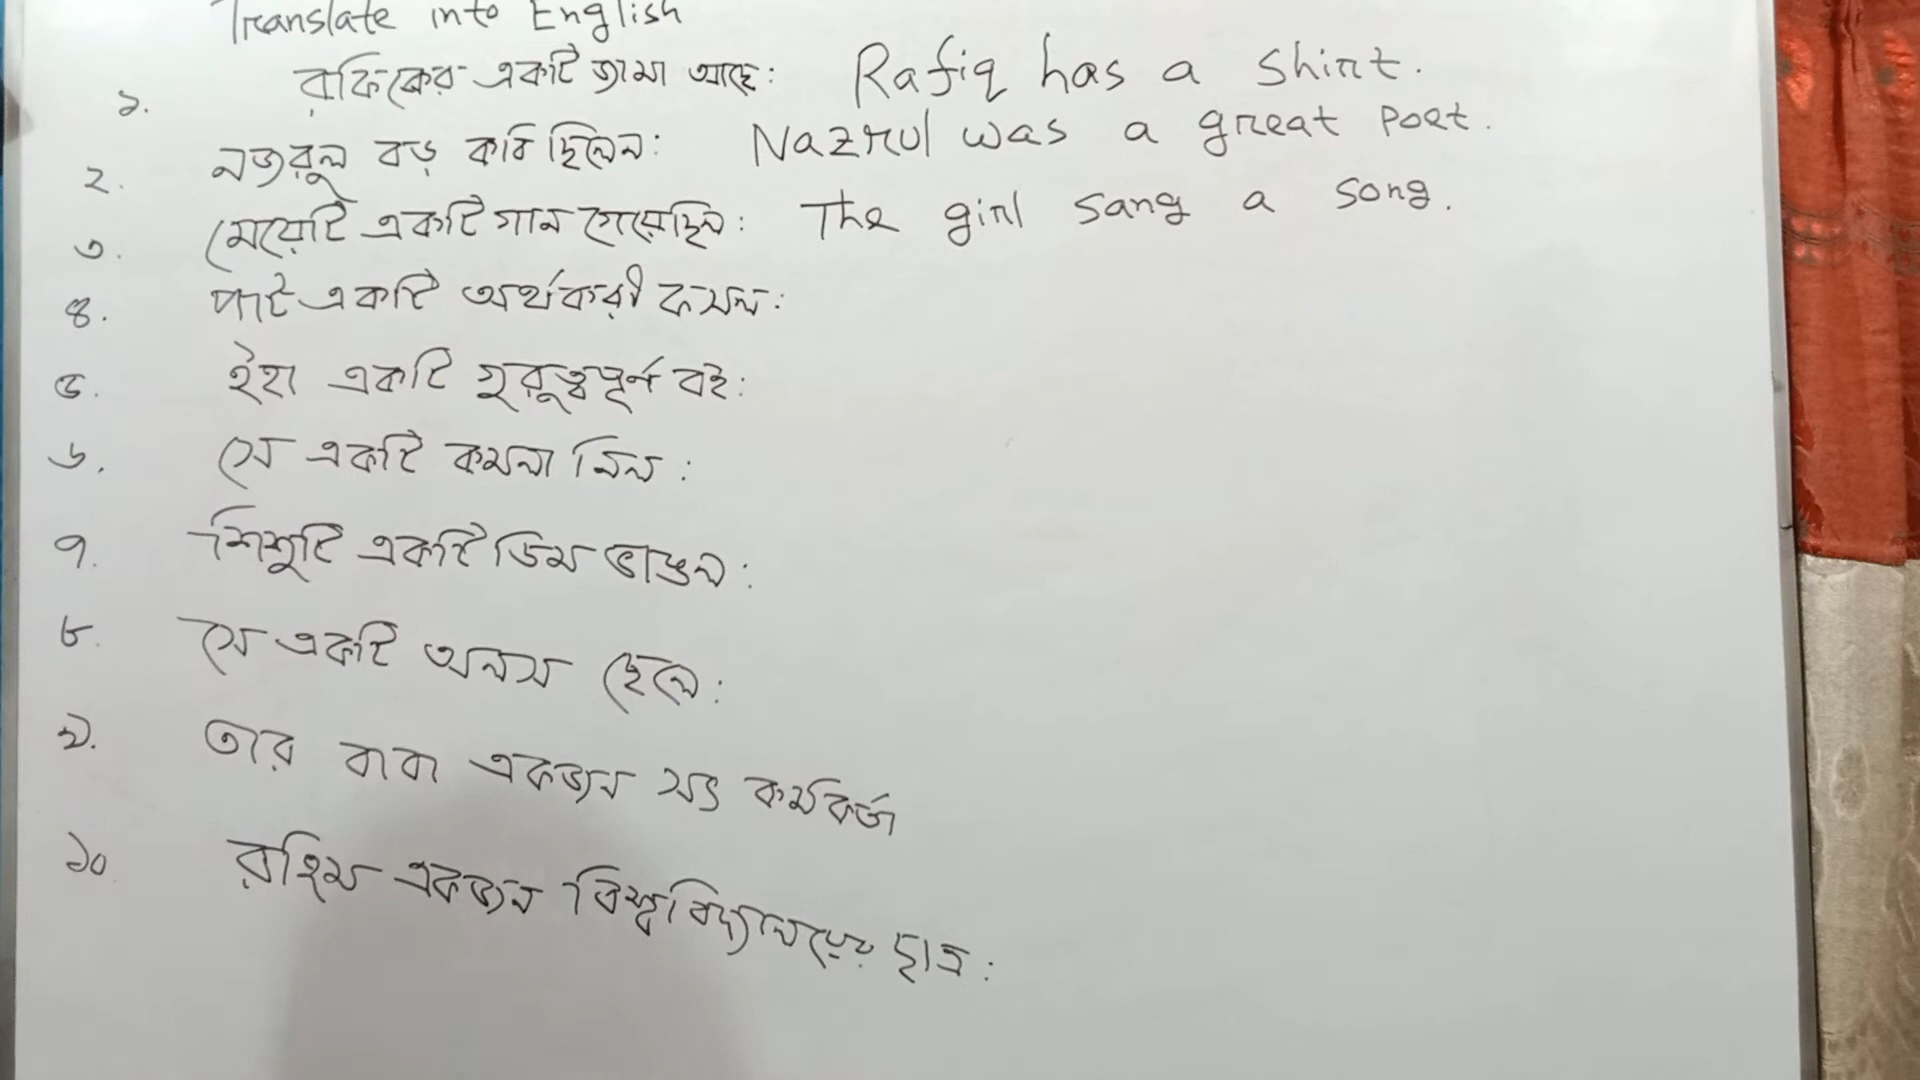 Translate into English
১. রফিকের একটি জামা আছে: Rafiq has a shirt.
২. নজরুল বড় কবি ছিলেন: Nazrul was a great poet.
৩. মেয়েটি একটি গান গেয়েছিল: The girl sang a song.
৪. পাট একটি অর্থকরী ফসল:
৫. ইহা একটি গুরুত্বপূর্ণ বই:
৬. সে একটি কমলা নিল:
৭. শিশুটি একটি ডিম ভাঙল:
৮. সে একটি অলস ছেলে:
৯. তার বাবা একজন সৎ কর্মকর্তা
১০ রহিম একজন বিশ্ববিদ্যালয়ের ছাত্র: